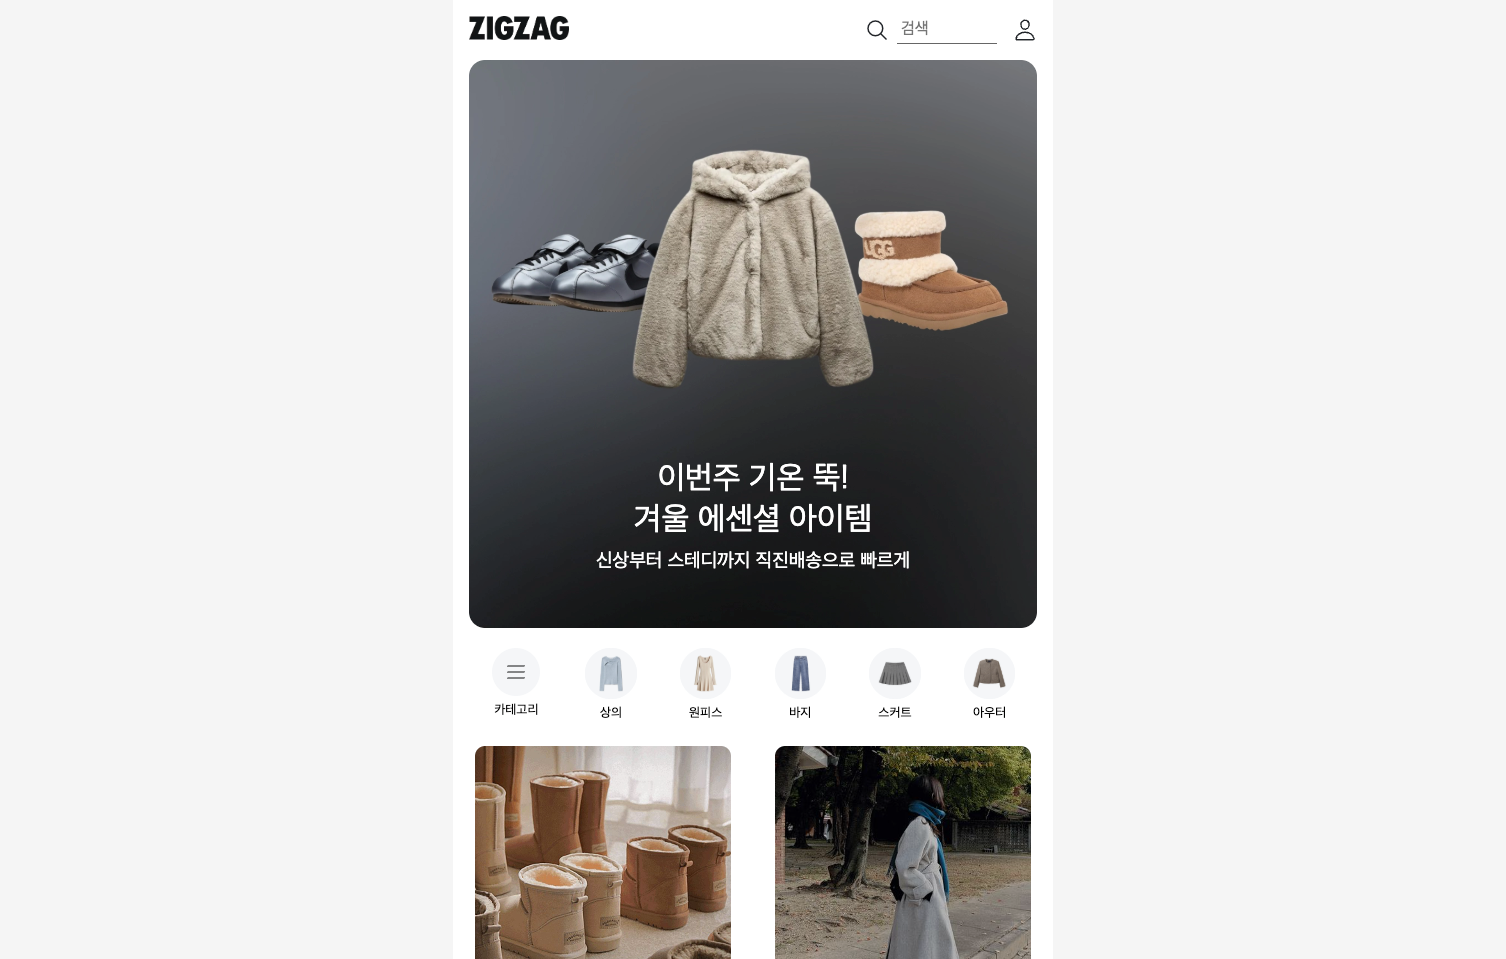 ZIGZAG
검색
UGG
이번주 기온 뚝!
겨울 에센셜 아이템
신상부터 스테디까지 직진배송으로 빠르게
카테고리
상의
원피스
바지
스커트
아우터